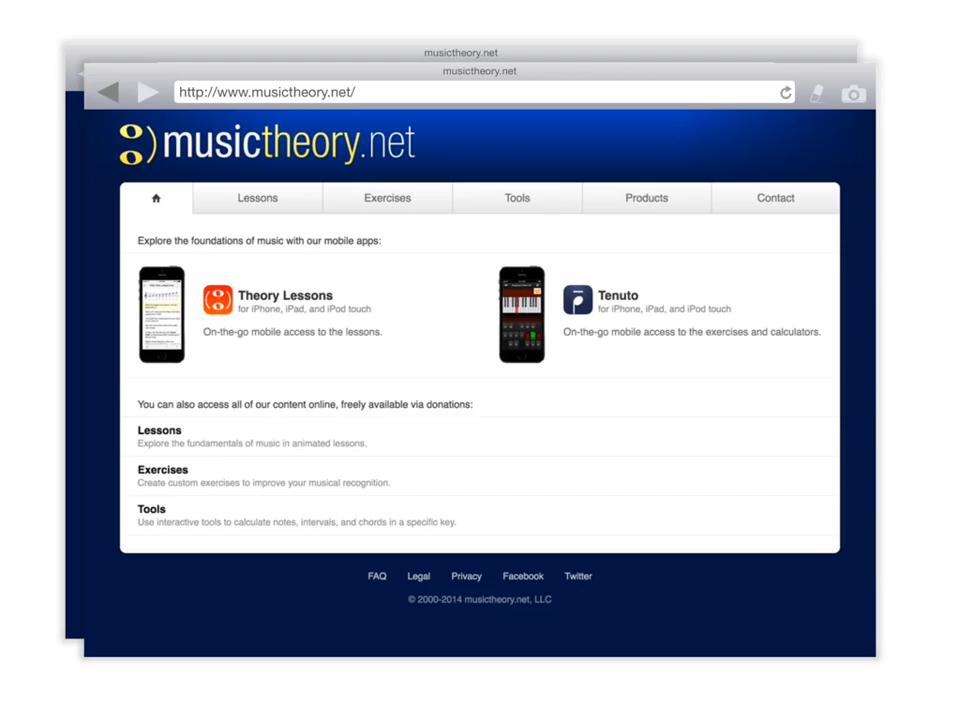 musictheory.net
musictheory.net
http://www.musictheory.net/
musictheory.net
Lessons Exercises Tools Products Contact
Explore the foundations of music with our mobile apps:
Theory Lessons
for iPhone, iPad, and iPod touch
On-the-go mobile access to the lessons.
Tenuto
for iPhone, iPad, and iPod touch
On-the-go mobile access to the exercises and calculators.
You can also access all of our content online, freely available via donations:
Lessons
Explore the fundamentals of music in animated lessons.
Exercises
Create custom exercises to improve your musical recognition.
Tools
Use interactive tools to calculate notes, intervals, and chords in a specific key.
FAQ Legal Privacy Facebook Twitter
© 2000-2014 musictheory.net, LLC